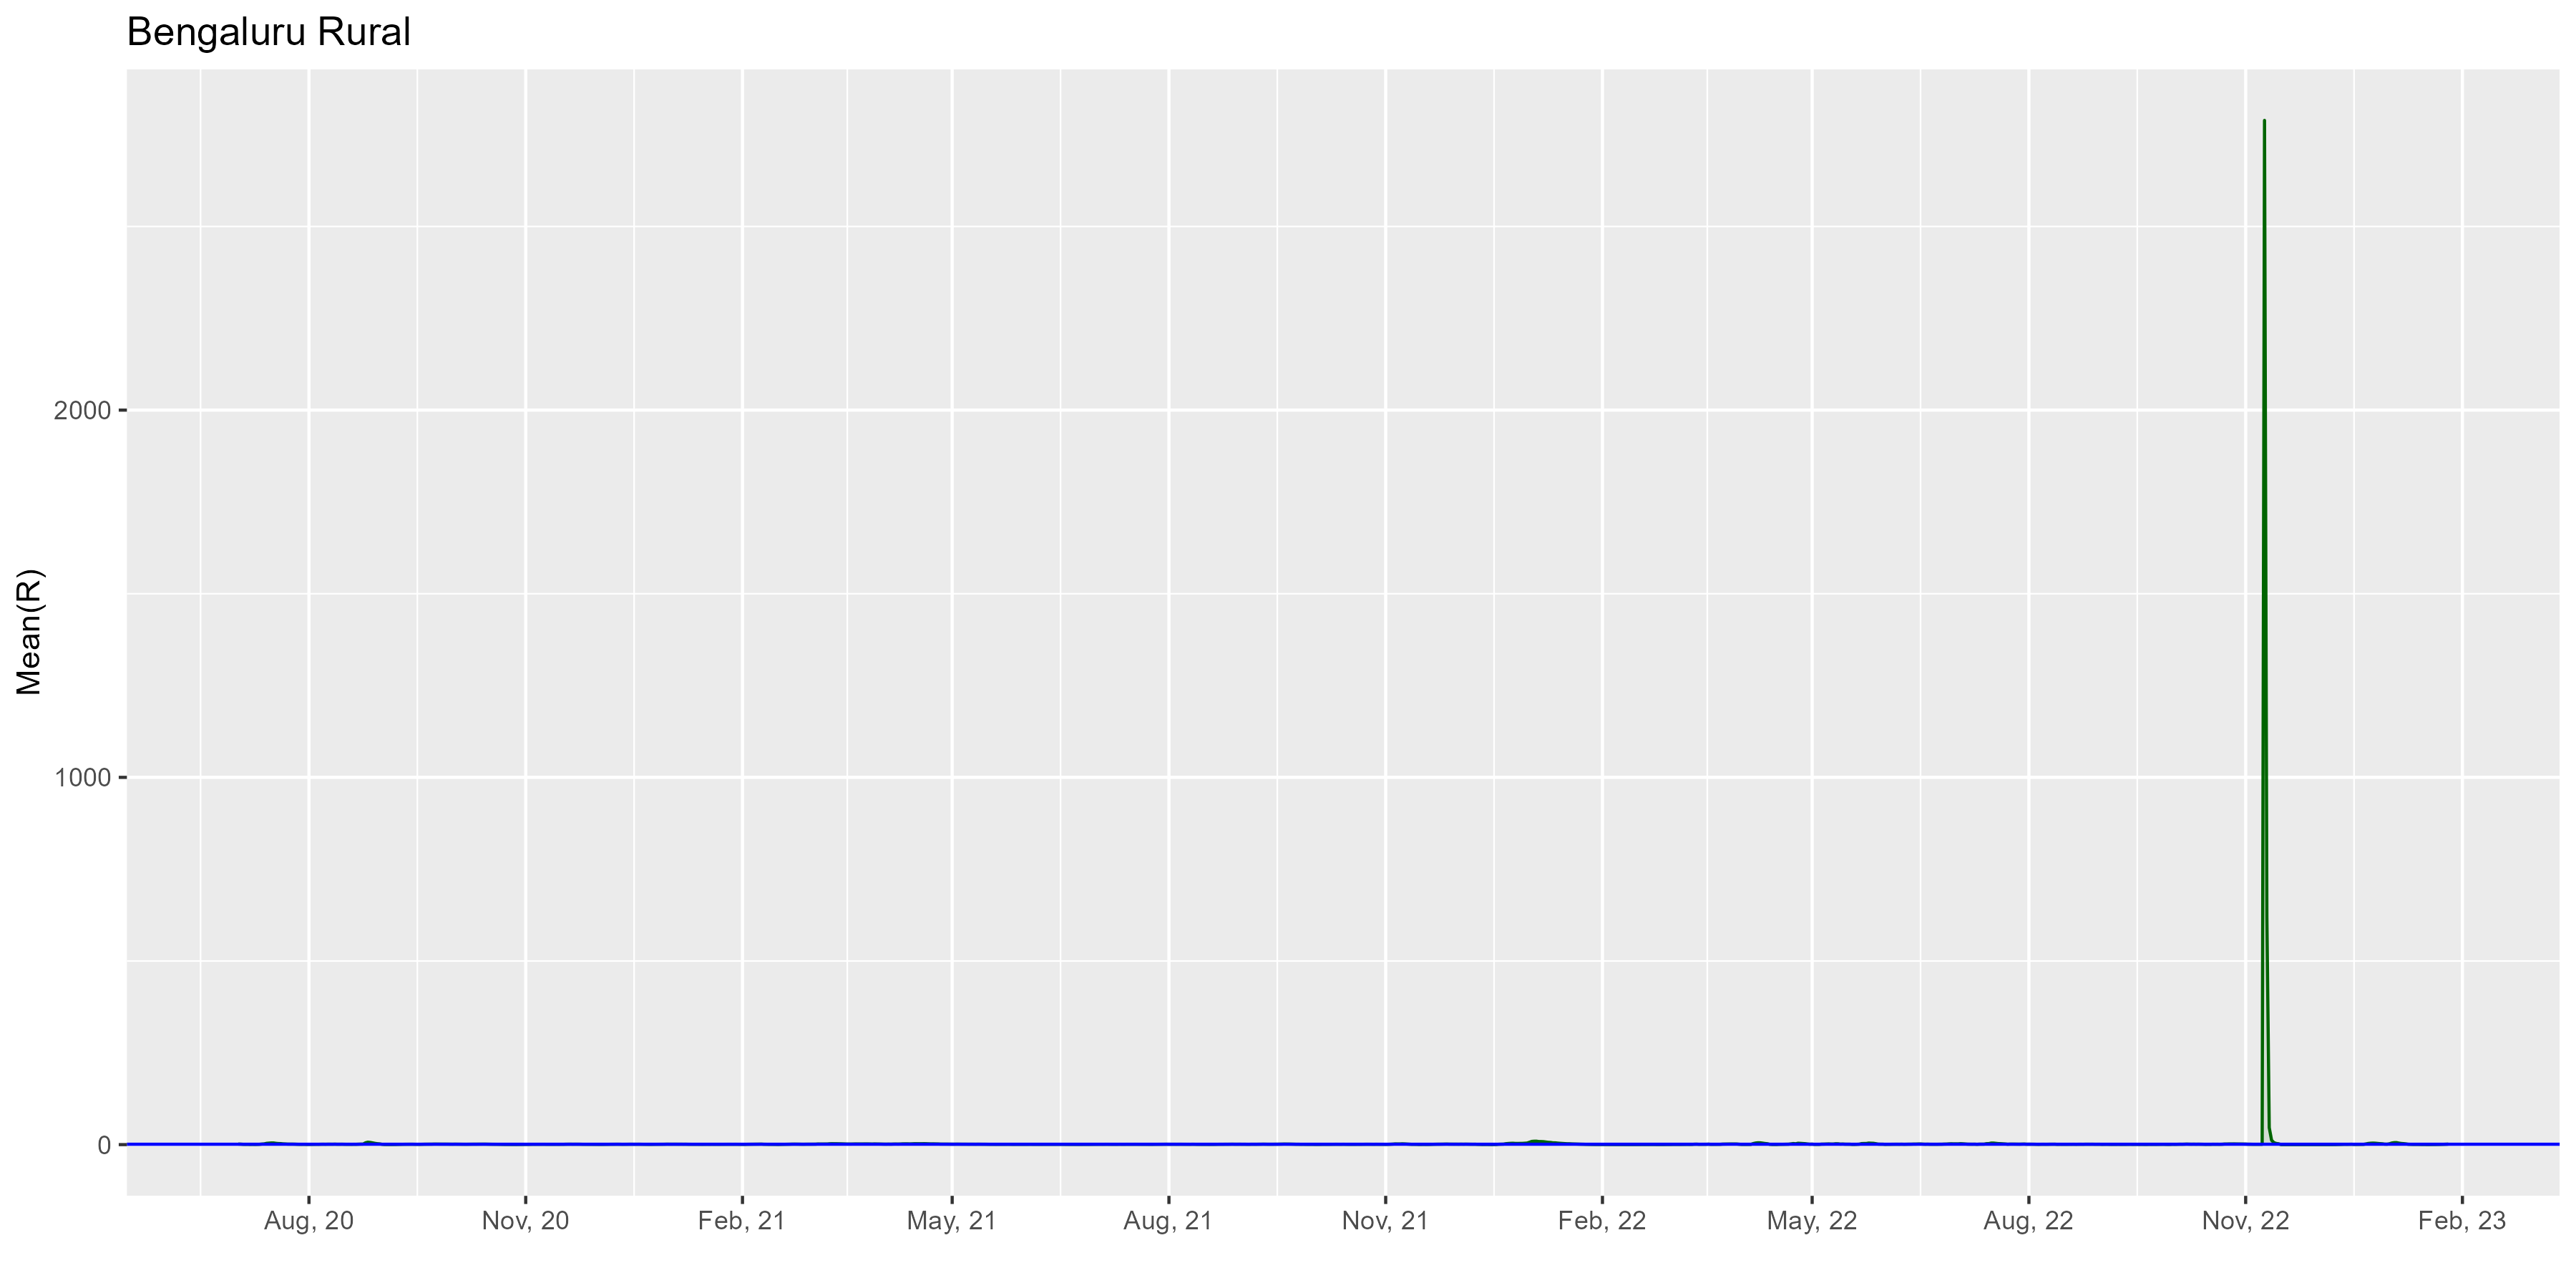 Bengaluru Rural
Mean(R)
2000
1000
0
Aug, 20 Nov, 20 Feb, 21 May, 21 Aug, 21 Nov, 21 Feb, 22 May, 22 Aug, 22 Nov, 22 Feb, 23